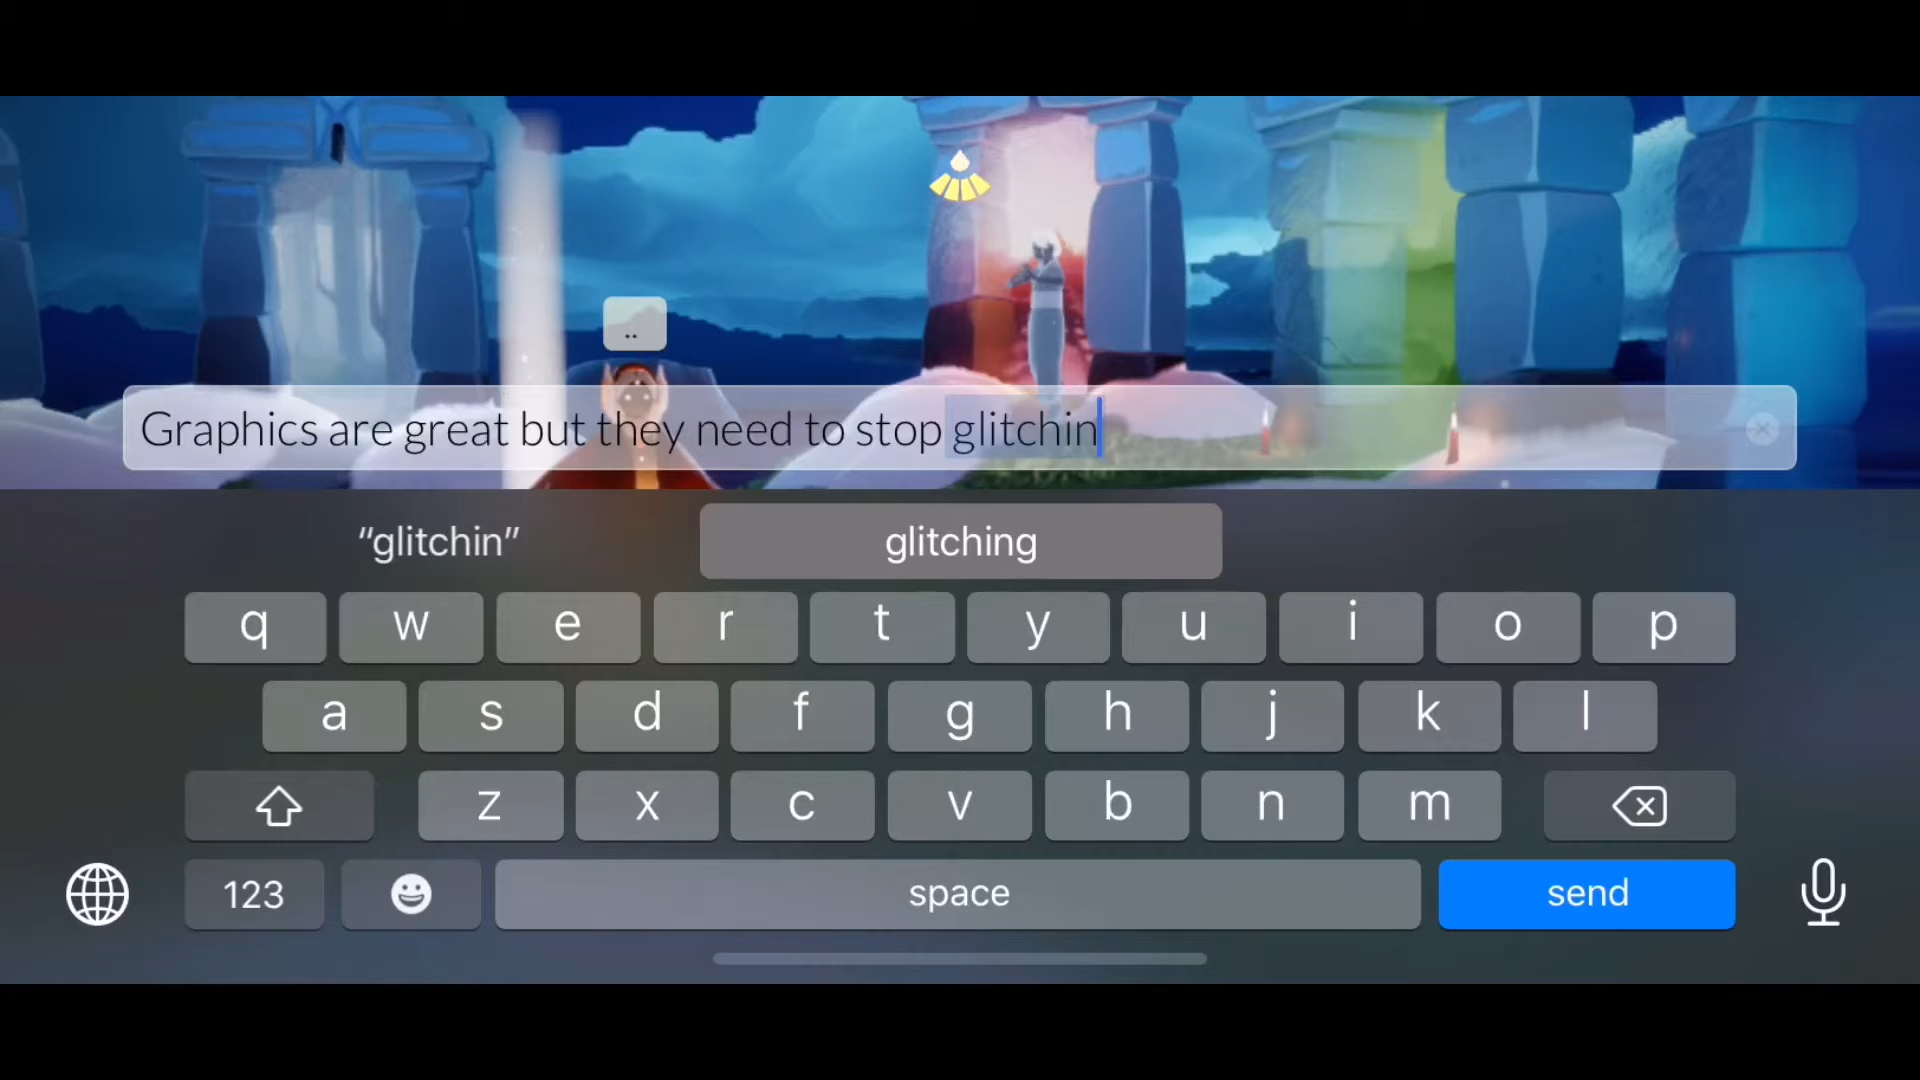 ..
Graphics are great but they need to stop glitchin
“glitchin” glitching
q w e r t y u i o p
a s d f g h j k l
z x c v b n m
123 space send